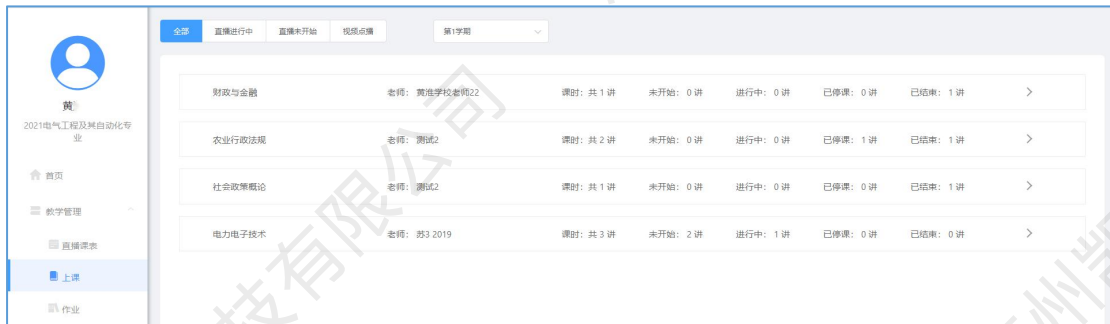 全部 直播进行中 直播未开始 视频点播 第1学期
财政与金融 老师: 黄淮学校老师22 课时: 共1讲 未开始: 0讲 进行中: 0讲 已停课: 0讲 已结束: 1讲
农业行政法规 老师: 测试2 课时: 共2讲 未开始: 0讲 进行中: 0讲 已停课: 1讲 已结束: 1讲
社会政策概论 老师: 测试2 课时: 共1讲 未开始: 0讲 进行中: 0讲 已停课: 0讲 已结束: 1讲
电力电子技术 老师: 苏3 2019 课时: 共3讲 未开始: 2讲 进行中: 1讲 已停课: 0讲 已结束: 0讲
黄
2021电气工程及其自动化专
业
首页
教学管理
直播课表
上课
作业
技有限公司
州凯